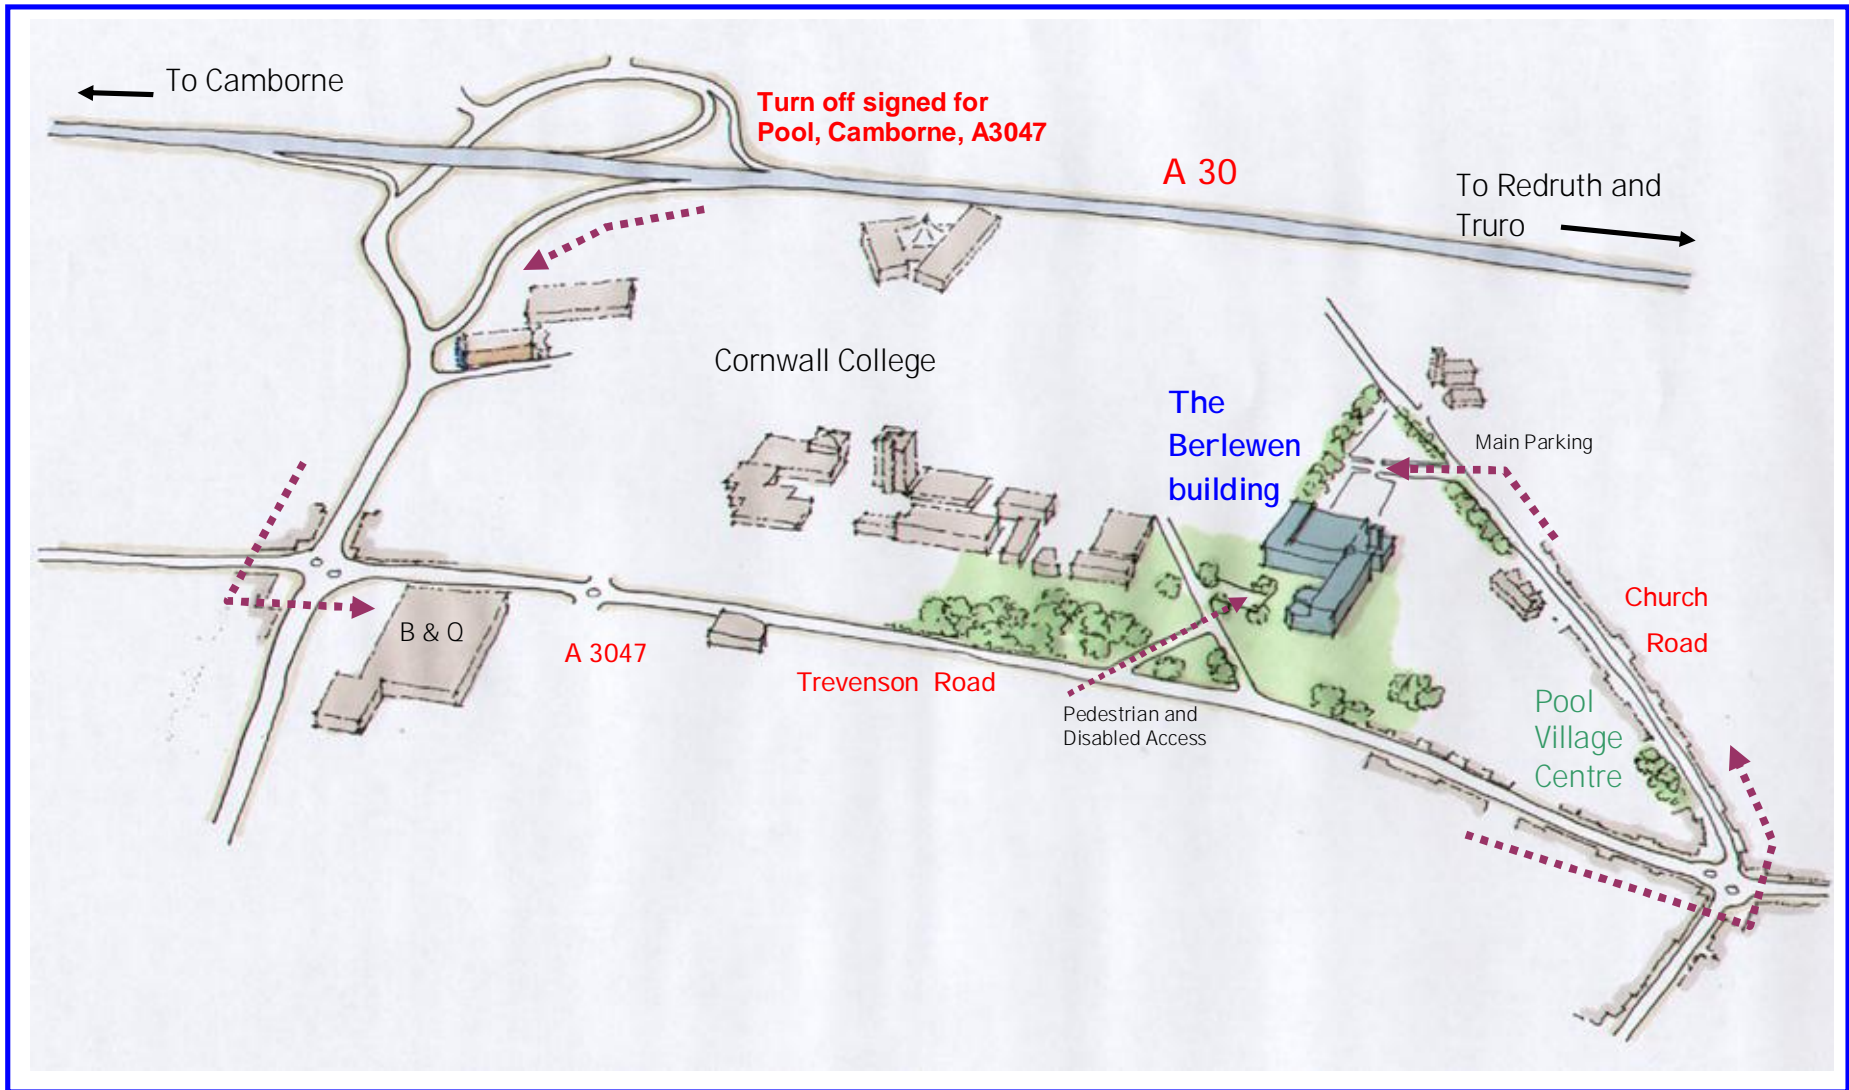 To Camborne
Turn off signed for
Pool, Camborne, A3047
A 30
To Redruth and
Truro
Cornwall College
The
Berlewen
building
Main Parking
Church
Road
B & Q
A 3047
Trevenson Road
Pedestrian and
Disabled Access
Pool
Village
Centre